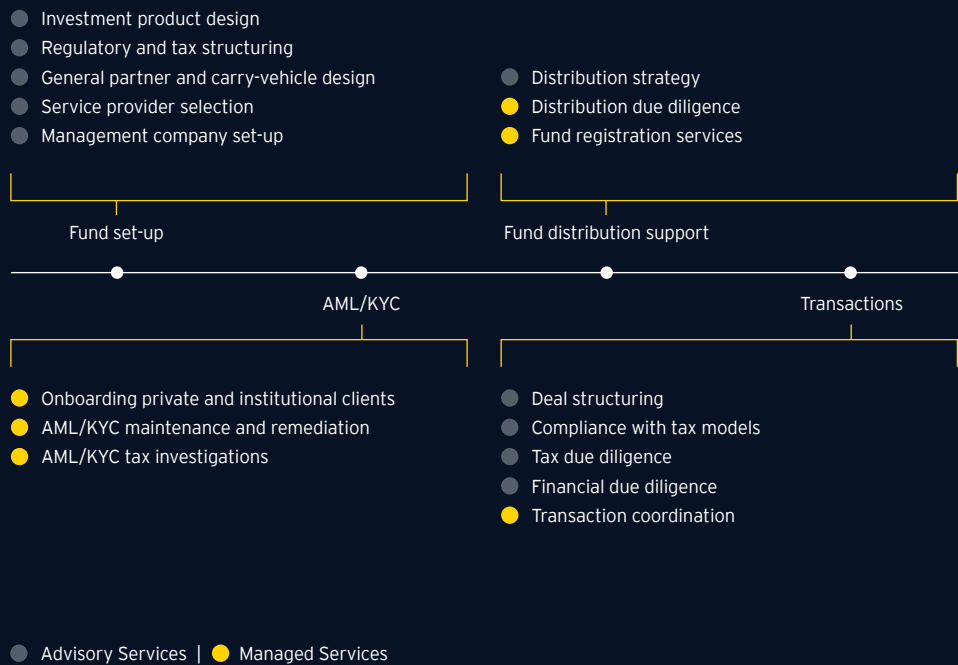 Investment product design
Regulatory and tax structuring
General partner and carry-vehicle design
Service provider selection
Management company set-up
Distribution strategy
Distribution due diligence
Fund registration services
Fund set-up
Fund distribution support
AML/KYC
Transactions
Onboarding private and institutional clients
AML/KYC maintenance and remediation
AML/KYC tax investigations
Deal structuring
Compliance with tax models
Tax due diligence
Financial due diligence
Transaction coordination
Advisory Services | Managed Services